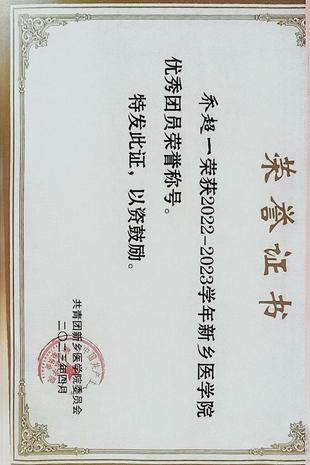 荣誉证书
乔超一荣获2022-2023学年新乡医学院
优秀团员荣誉称号。
特发此证，以资鼓励。
共青团新乡医学院委员会
二〇二三年四月